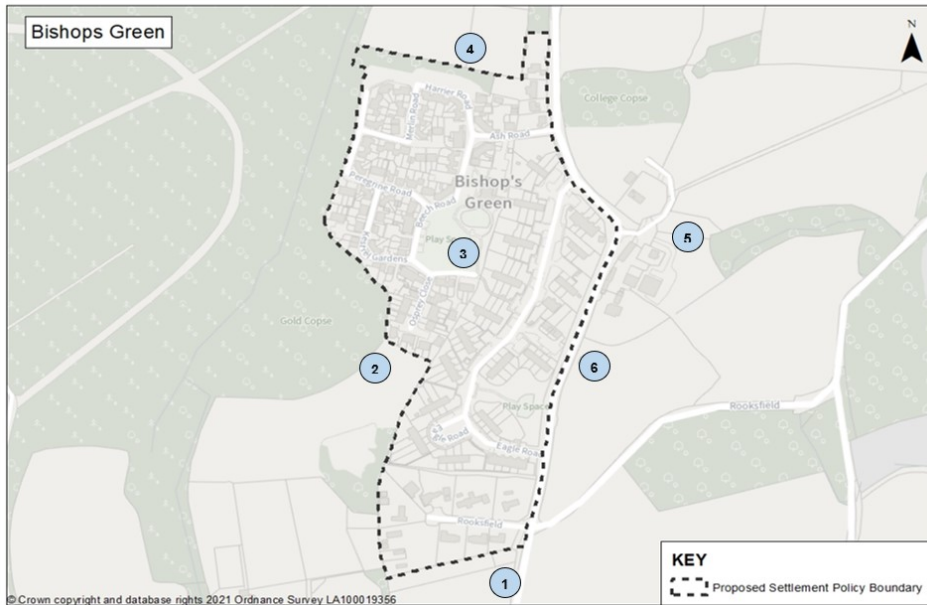 Bishops Green
N
4
Harrier Road
Merlin Road
College Copse
Ash Road
Bishop's
Green
Peregrine Road
Beech Road
5
Play Sp
3
Gardens
Osprey Close
Gold Copse
2
6
Play Space
Rooksfield
Eagle Road
Rooksfield
1
KEY
Proposed Settlement Policy Boundary
© Crown copyright and database rights 2021 Ordnance Survey LA100019356